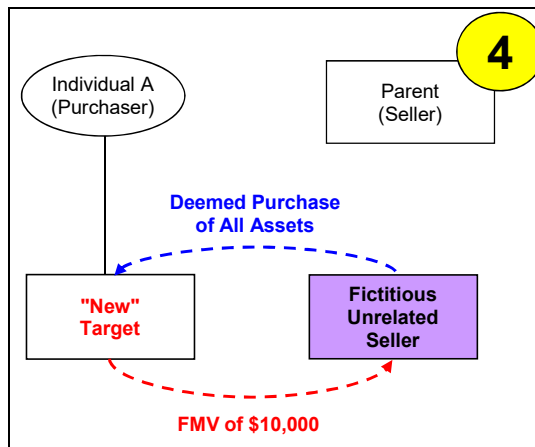 4
Individual A
(Purchaser)
Parent
(Seller)
Deemed Purchase
of All Assets
"New"
Target
Fictitious
Unrelated
Seller
FMV of $10,000